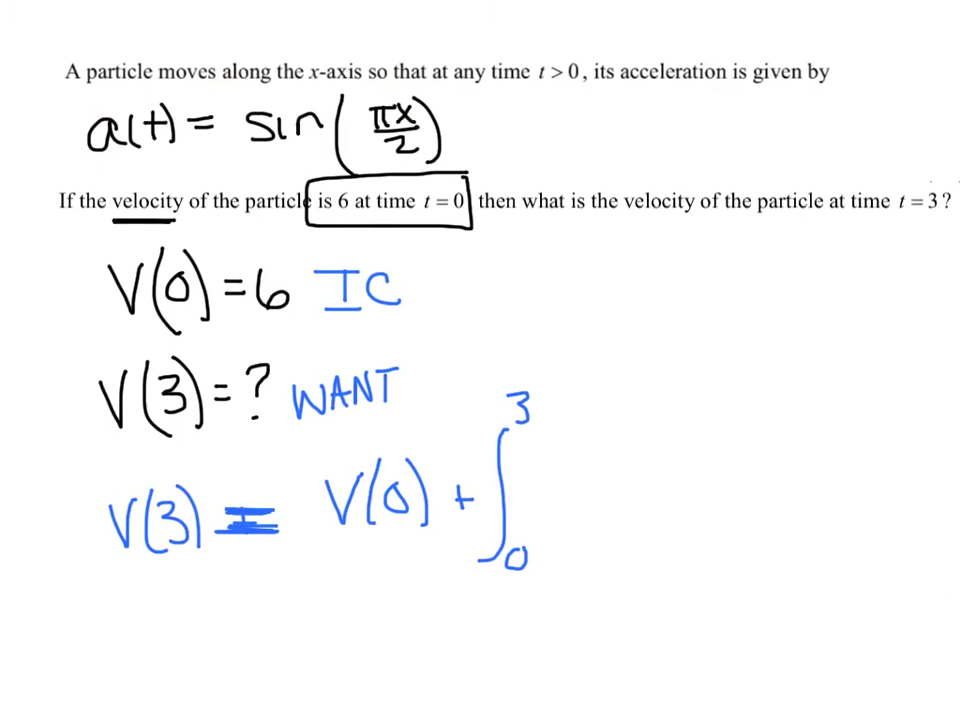 A particle moves along the x-axis so that at any time t > 0, its acceleration is given by
a(t) = sin(πx/2)
If the velocity of the particle is 6 at time t = 0 then what is the velocity of the particle at time t = 3 ?
V(0) = 6 IC
V(3) = ? WANT
V(3) = V(0) + ∫₀³